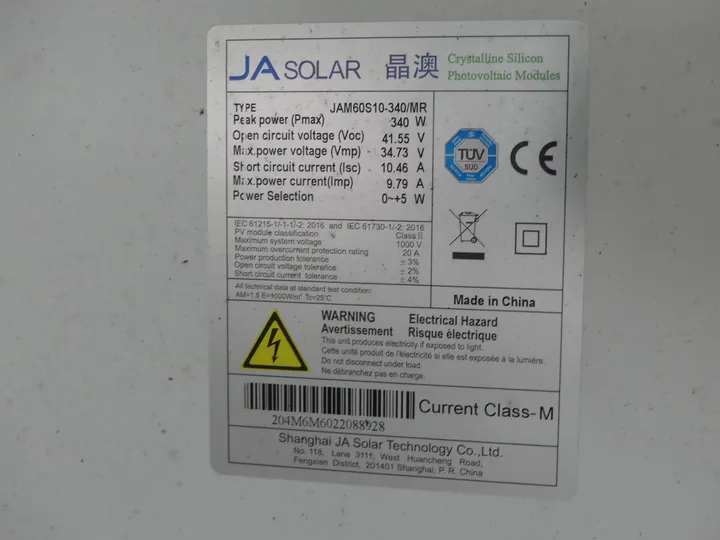 JA SOLAR 晶澳 Crystalline Silicon
Photovoltaic Modules
TYPE JAM60S10-340/MR
Peak power (Pmax) 340 W
Open circuit voltage (Voc) 41.55 V
Max.power voltage (Vmp) 34.73 V
Short circuit current (Isc) 10.46 A
Max.power current(Imp) 9.79 A
Power Selection 0~+5 W
TÜV
SÜD
CE
IEC 61215-1/-1-1/-2: 2016 and IEC 61730-1/-2: 2016
PV module classification Class II
Maximum system voltage 1000 V
Maximum overcurrent protection rating 20 A
Power production tolerance ± 3%
Open circuit voltage tolerance ± 2%
Short circuit current tolerance ± 4%
All technical data at standard test condition:
AM=1.5 E=1000W/m² Tc=25°C
Made in China
WARNING Electrical Hazard
Avertissement Risque électrique
This unit produces electricity if exposed to light.
Cette unité produit de l'électricité si elle est exposée à la lumière.
Do not disconnect under load.
Ne débranchez pas en charge.
204M6M6022088928
Current Class-M
Shanghai JA Solar Technology Co.,Ltd.
No. 118, Lane 3111, West Huancheng Road,
Fengxian District, 201401 Shanghai, P. R. China